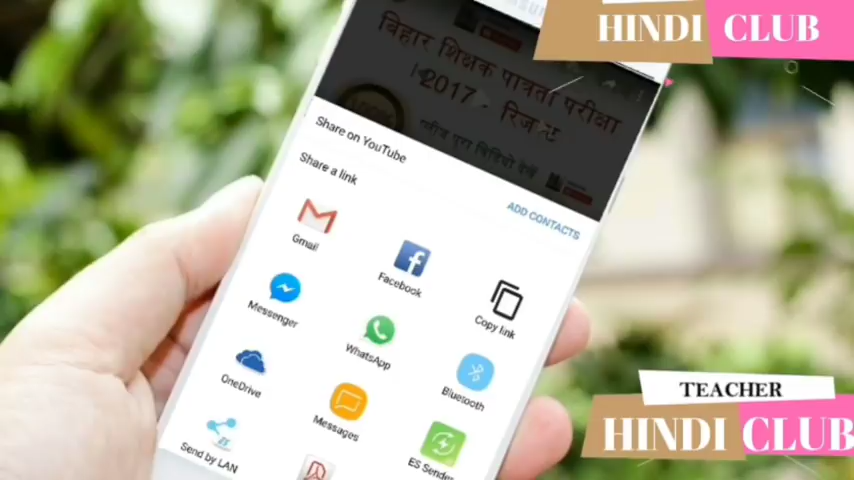 HINDI CLUB
बिहार शिक्षक पात्रता परीक्षा
2017
रिजल्ट
प्लीज पुरा विडियो देखें
Share on YouTube
Share a link
ADD CONTACTS
Gmail
Facebook
Copy link
Messenger
WhatsApp
Bluetooth
OneDrive
Messages
ES Sender
Send by LAN
TEACHER
HINDI CLUB